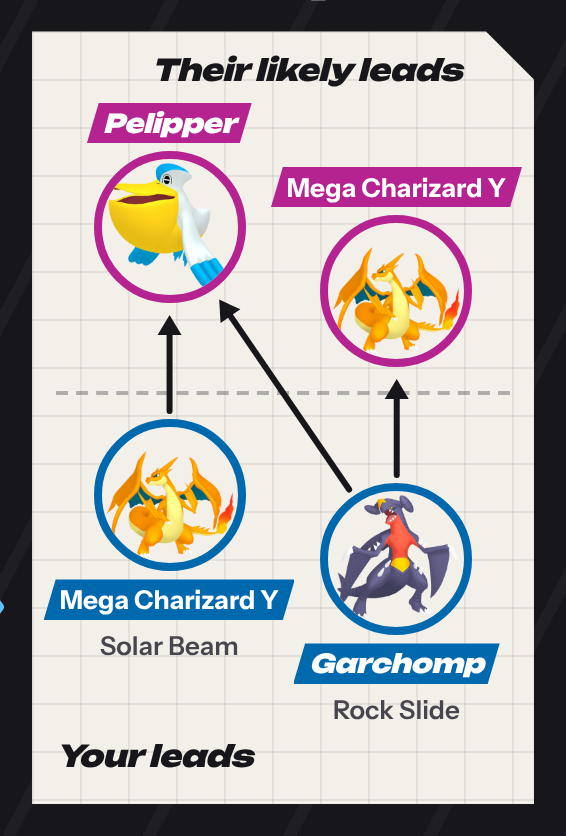 Their likely leads
Pelipper
Mega Charizard Y
Mega Charizard Y
Solar Beam
Garchomp
Rock Slide
Your leads